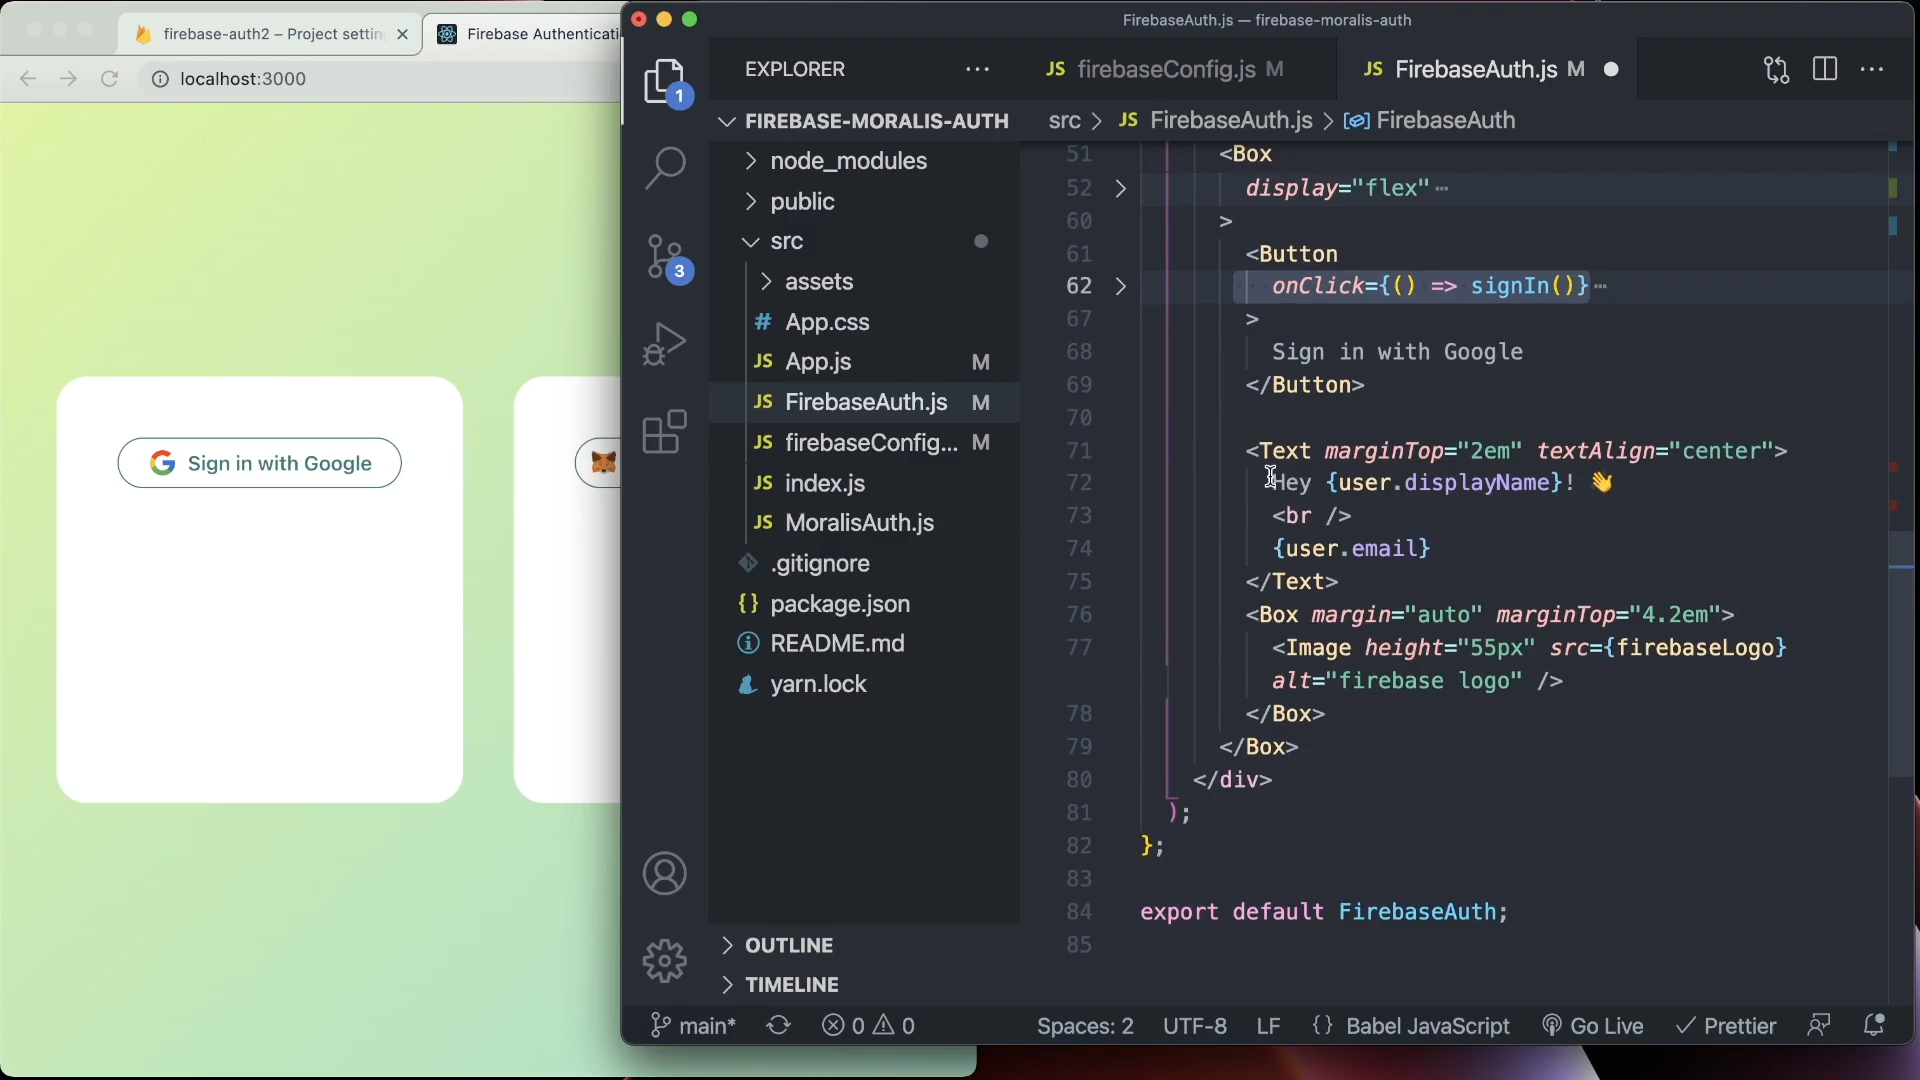 firebase-auth2 – Project settin
Firebase Authenticati
localhost:3000
Sign in with Google
FirebaseAuth.js — firebase-moralis-auth
1
3
EXPLORER
FIREBASE-MORALIS-AUTH
node_modules
public
src
assets
# App.css
JS App.js M
JS FirebaseAuth.js M
JS firebaseConfig... M
JS index.js
JS MoralisAuth.js
.gitignore
{} package.json
README.md
yarn.lock
OUTLINE
TIMELINE
JS firebaseConfig.js M
JS FirebaseAuth.js M
src > JS FirebaseAuth.js > FirebaseAuth
51 <Box
52 display="flex"
60 >
61 <Button
62 onClick={() => signIn()}
67 >
68 Sign in with Google
69 </Button>
70
71 <Text marginTop="2em" textAlign="center">
72 Hey {user.displayName}! 👋
73 <br />
74 {user.email}
75 </Text>
76 <Box margin="auto" marginTop="4.2em">
77 <Image height="55px" src={firebaseLogo}
alt="firebase logo" />
78 </Box>
79 </Box>
80 </div>
81 );
82 };
83
84 export default FirebaseAuth;
85
main* 0 0 Spaces: 2 UTF-8 LF {} Babel JavaScript Go Live Prettier